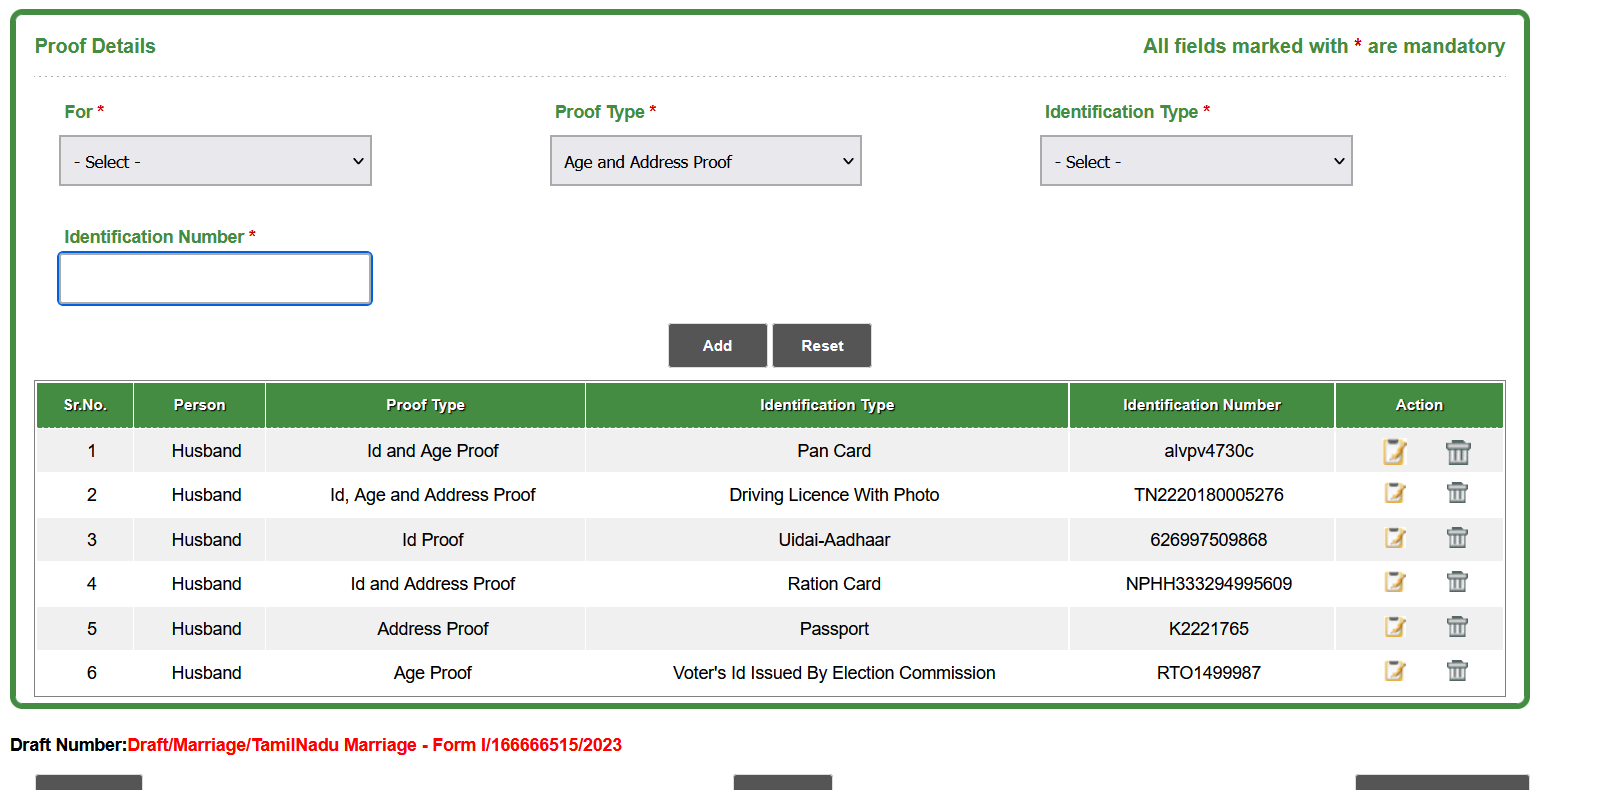 Proof Details
All fields marked with * are mandatory
For * Proof Type * Identification Type *
- Select - Age and Address Proof - Select -
Identification Number *
Add Reset
Sr.No. Person Proof Type Identification Type Identification Number Action
1 Husband Id and Age Proof Pan Card alvpv4730c
2 Husband Id, Age and Address Proof Driving Licence With Photo TN2220180005276
3 Husband Id Proof Uidai-Aadhaar 626997509868
4 Husband Id and Address Proof Ration Card NPHH333294995609
5 Husband Address Proof Passport K2221765
6 Husband Age Proof Voter's Id Issued By Election Commission RTO1499987
Draft Number:Draft/Marriage/TamilNadu Marriage - Form I/166666515/2023